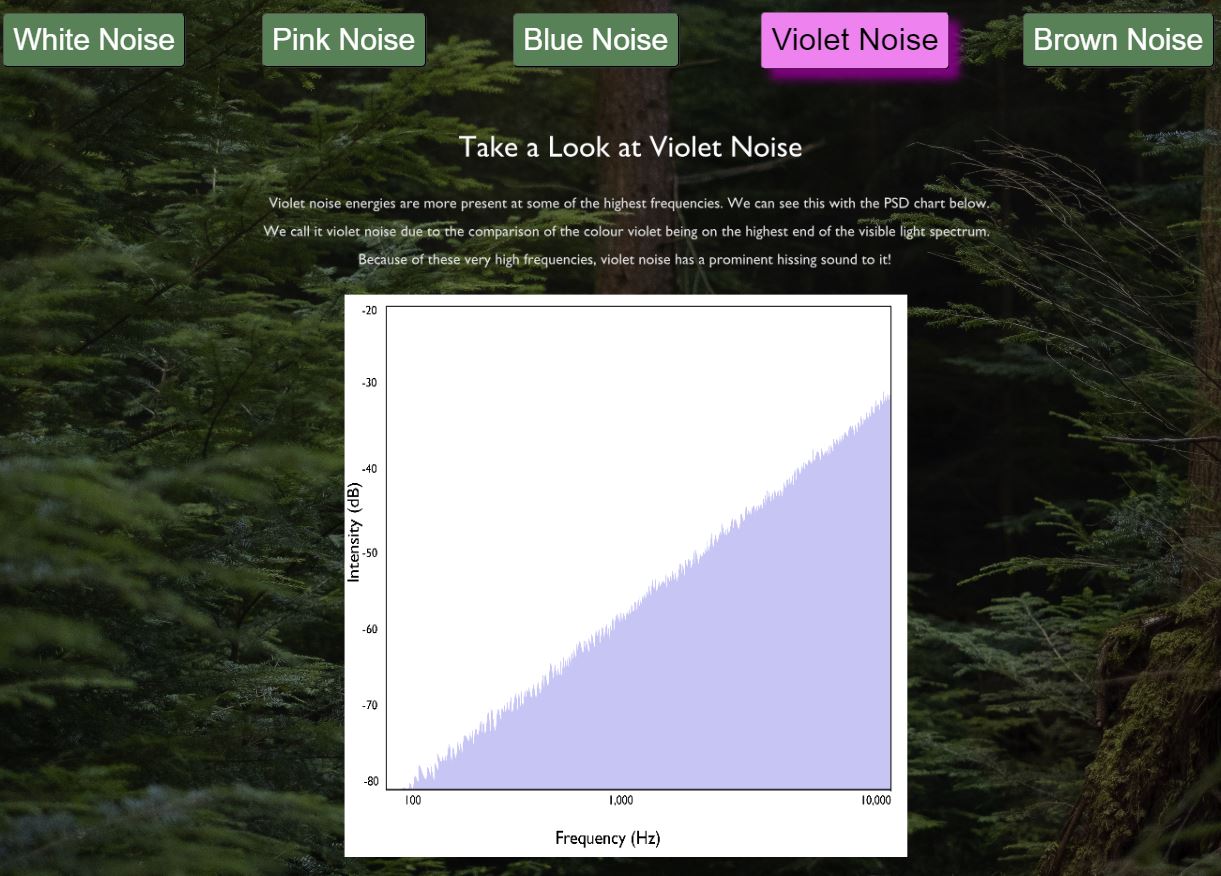 White Noise
Pink Noise
Blue Noise
Violet Noise
Brown Noise
Take a Look at Violet Noise
Violet noise energies are more present at some of the highest frequencies. We can see this with the PSD chart below.
We call it violet noise due to the comparison of the colour violet being on the highest end of the visible light spectrum.
Because of these very high frequencies, violet noise has a prominent hissing sound to it!
-20
-30
-40
-50
-60
-70
-80
Intensity (dB)
100
1,000
10,000
Frequency (Hz)